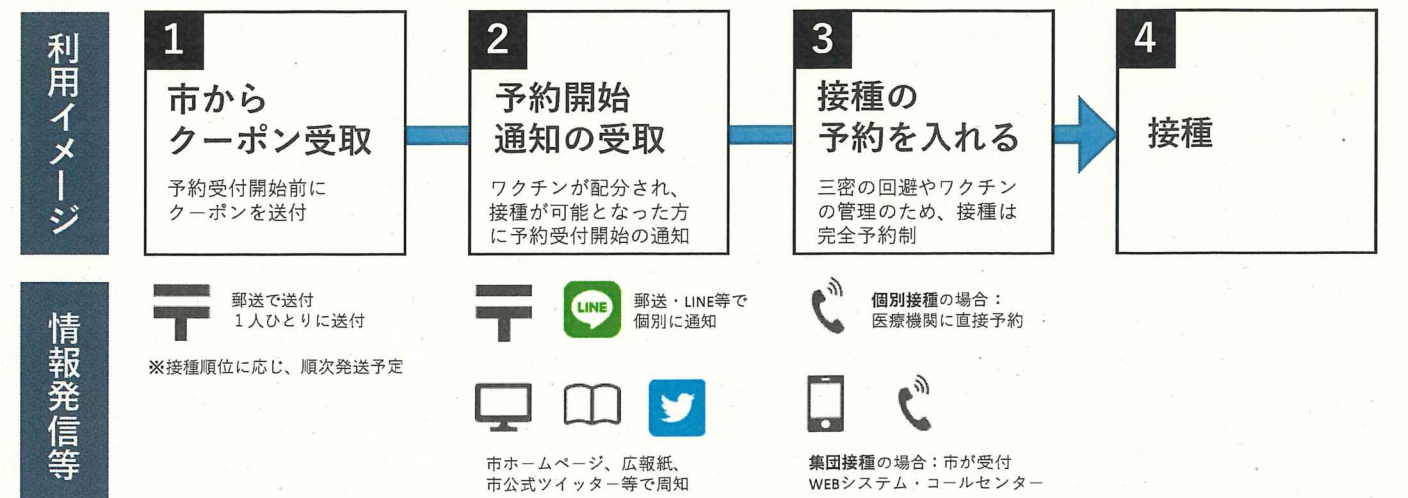 利用イメージ
1
市から
クーポン受取
予約受付開始前に
クーポンを送付
2
予約開始
通知の受取
ワクチンが配分され、
接種が可能となった方
に予約受付開始の通知
3
接種の
予約を入れる
三密の回避やワクチン
の管理のため、接種は
完全予約制
4
接種
情報発信等
郵送で送付
1人ひとりに送付
※接種順位に応じ、順次発送予定
LINE
郵送・LINE等で
個別に通知
市ホームページ、広報紙、
市公式ツイッター等で周知
個別接種の場合：
医療機関に直接予約
集団接種の場合：市が受付
WEBシステム・コールセンター